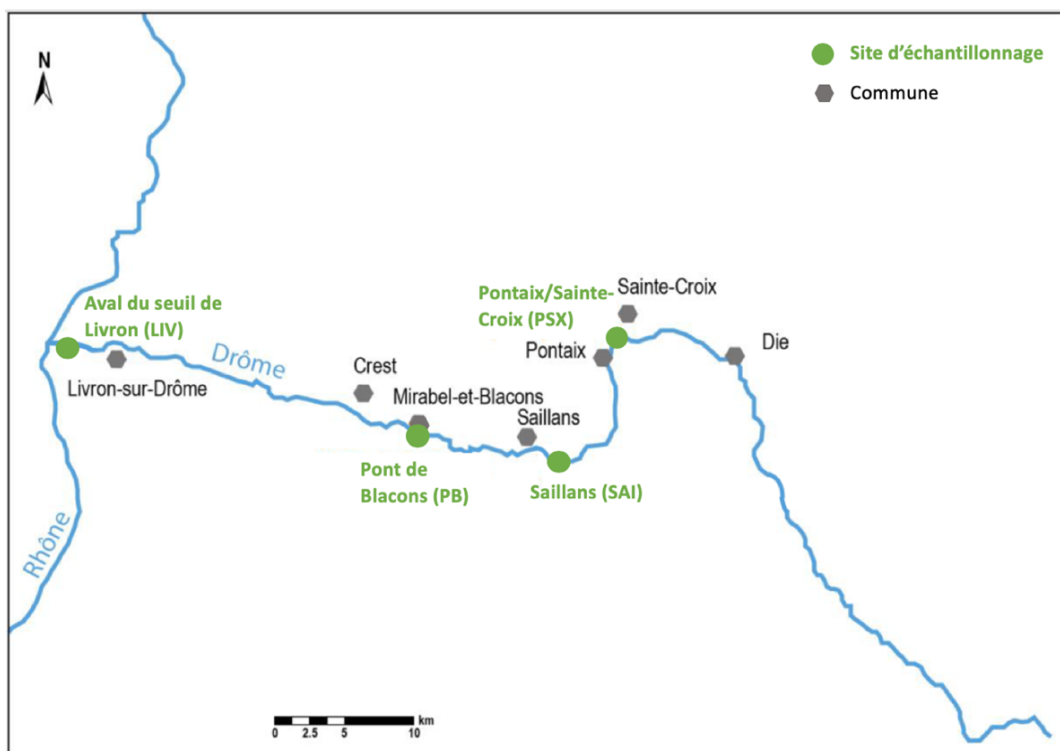 N
Site d'échantillonnage
Commune
Sainte-Croix
Pontaix/Sainte-
Croix (PSX)
Aval du seuil de
Livron (LIV)
Pontaix
Die
Drôme
Crest
Livron-sur-Drôme
Mirabel-et-Blacons
Saillans
Pont de
Blacons (PB)
Saillans (SAI)
Rhône
km
0 2.5 5 10